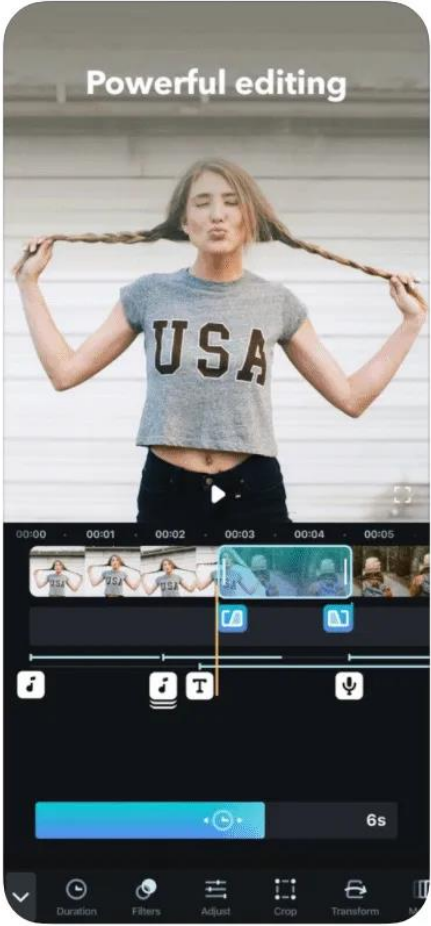 Powerful editing
USA
00:00 00:01 00:02 00:03 00:04 00:05
T
6s
Duration Filters Adjust Crop Transform